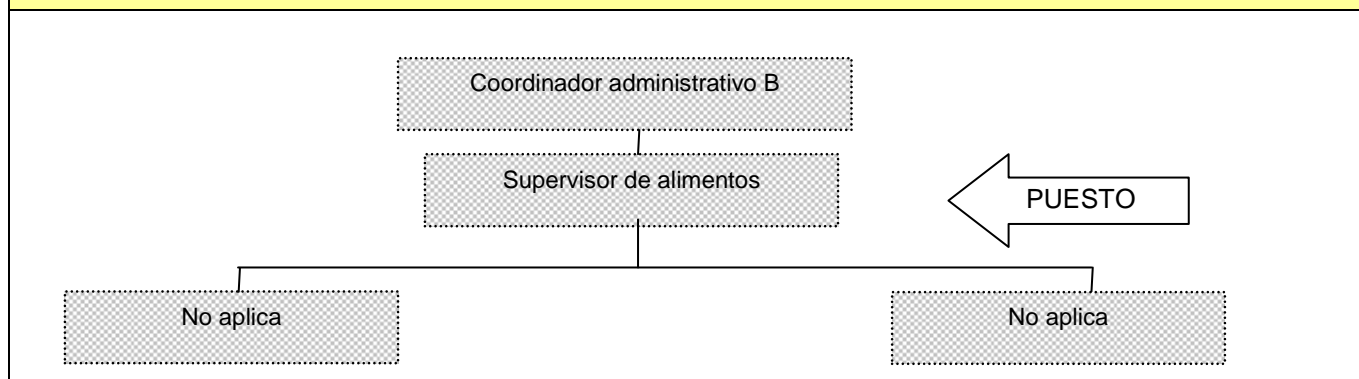 Coordinador administrativo B
Supervisor de alimentos
PUESTO
No aplica
No aplica